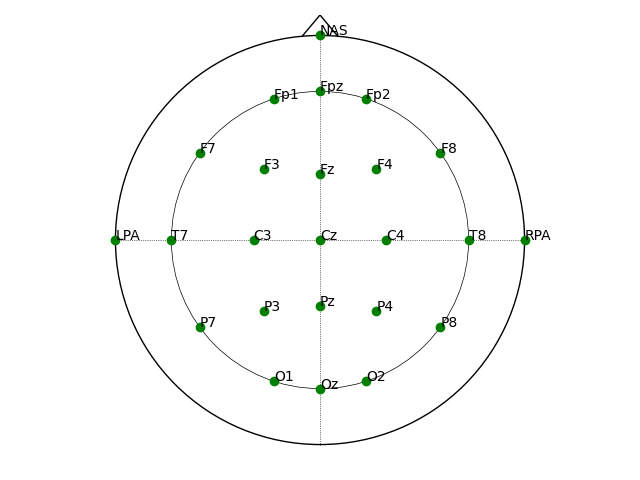 NAS
Fpz
Fp1 Fp2
F7 F8
F3 Fz F4
LPA T7 C3 Cz C4 T8 RPA
P3 Pz P4
P7 P8
O1 Oz O2